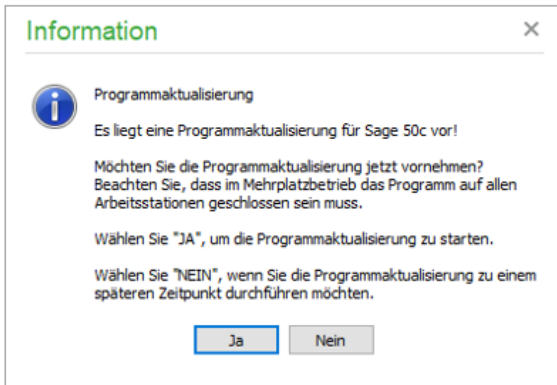 Information
Programmaktualisierung
Es liegt eine Programmaktualisierung für Sage 50c vor!
Möchten Sie die Programmaktualisierung jetzt vornehmen?
Beachten Sie, dass im Mehrplatzbetrieb das Programm auf allen
Arbeitsstationen geschlossen sein muss.
Wählen Sie "JA", um die Programmaktualisierung zu starten.
Wählen Sie "NEIN", wenn Sie die Programmaktualisierung zu einem
späteren Zeitpunkt durchführen möchten.
Ja Nein